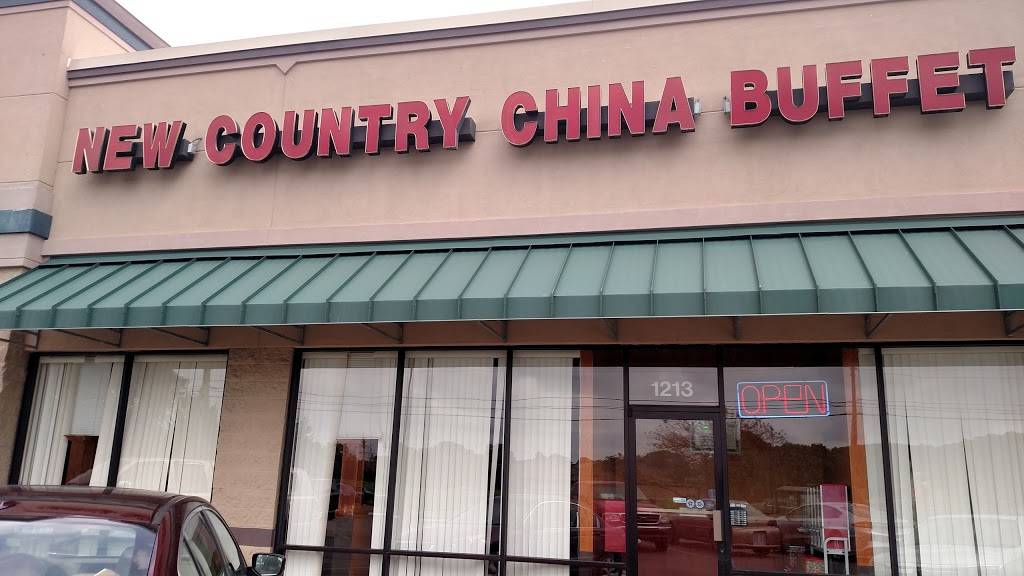 NEW COUNTRY CHINA BUFFET
1213
OPEN